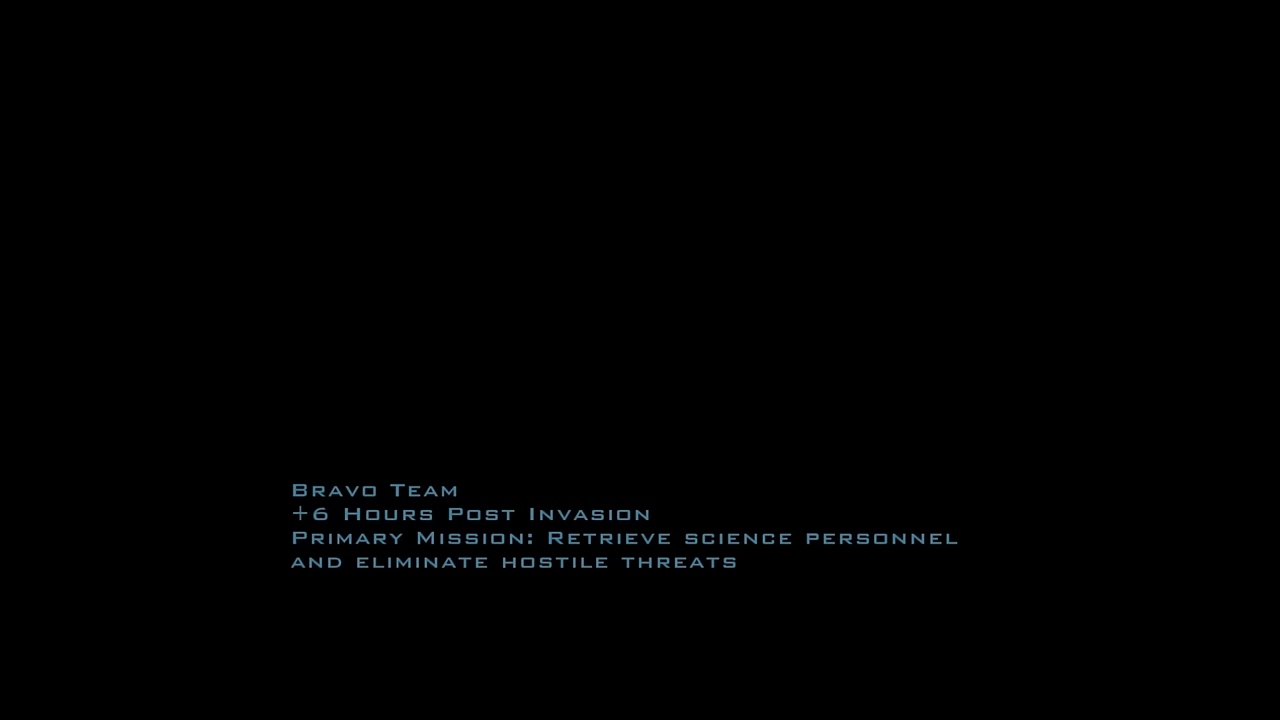 Bravo Team
+6 Hours Post Invasion
Primary Mission: Retrieve science personnel
and eliminate hostile threats